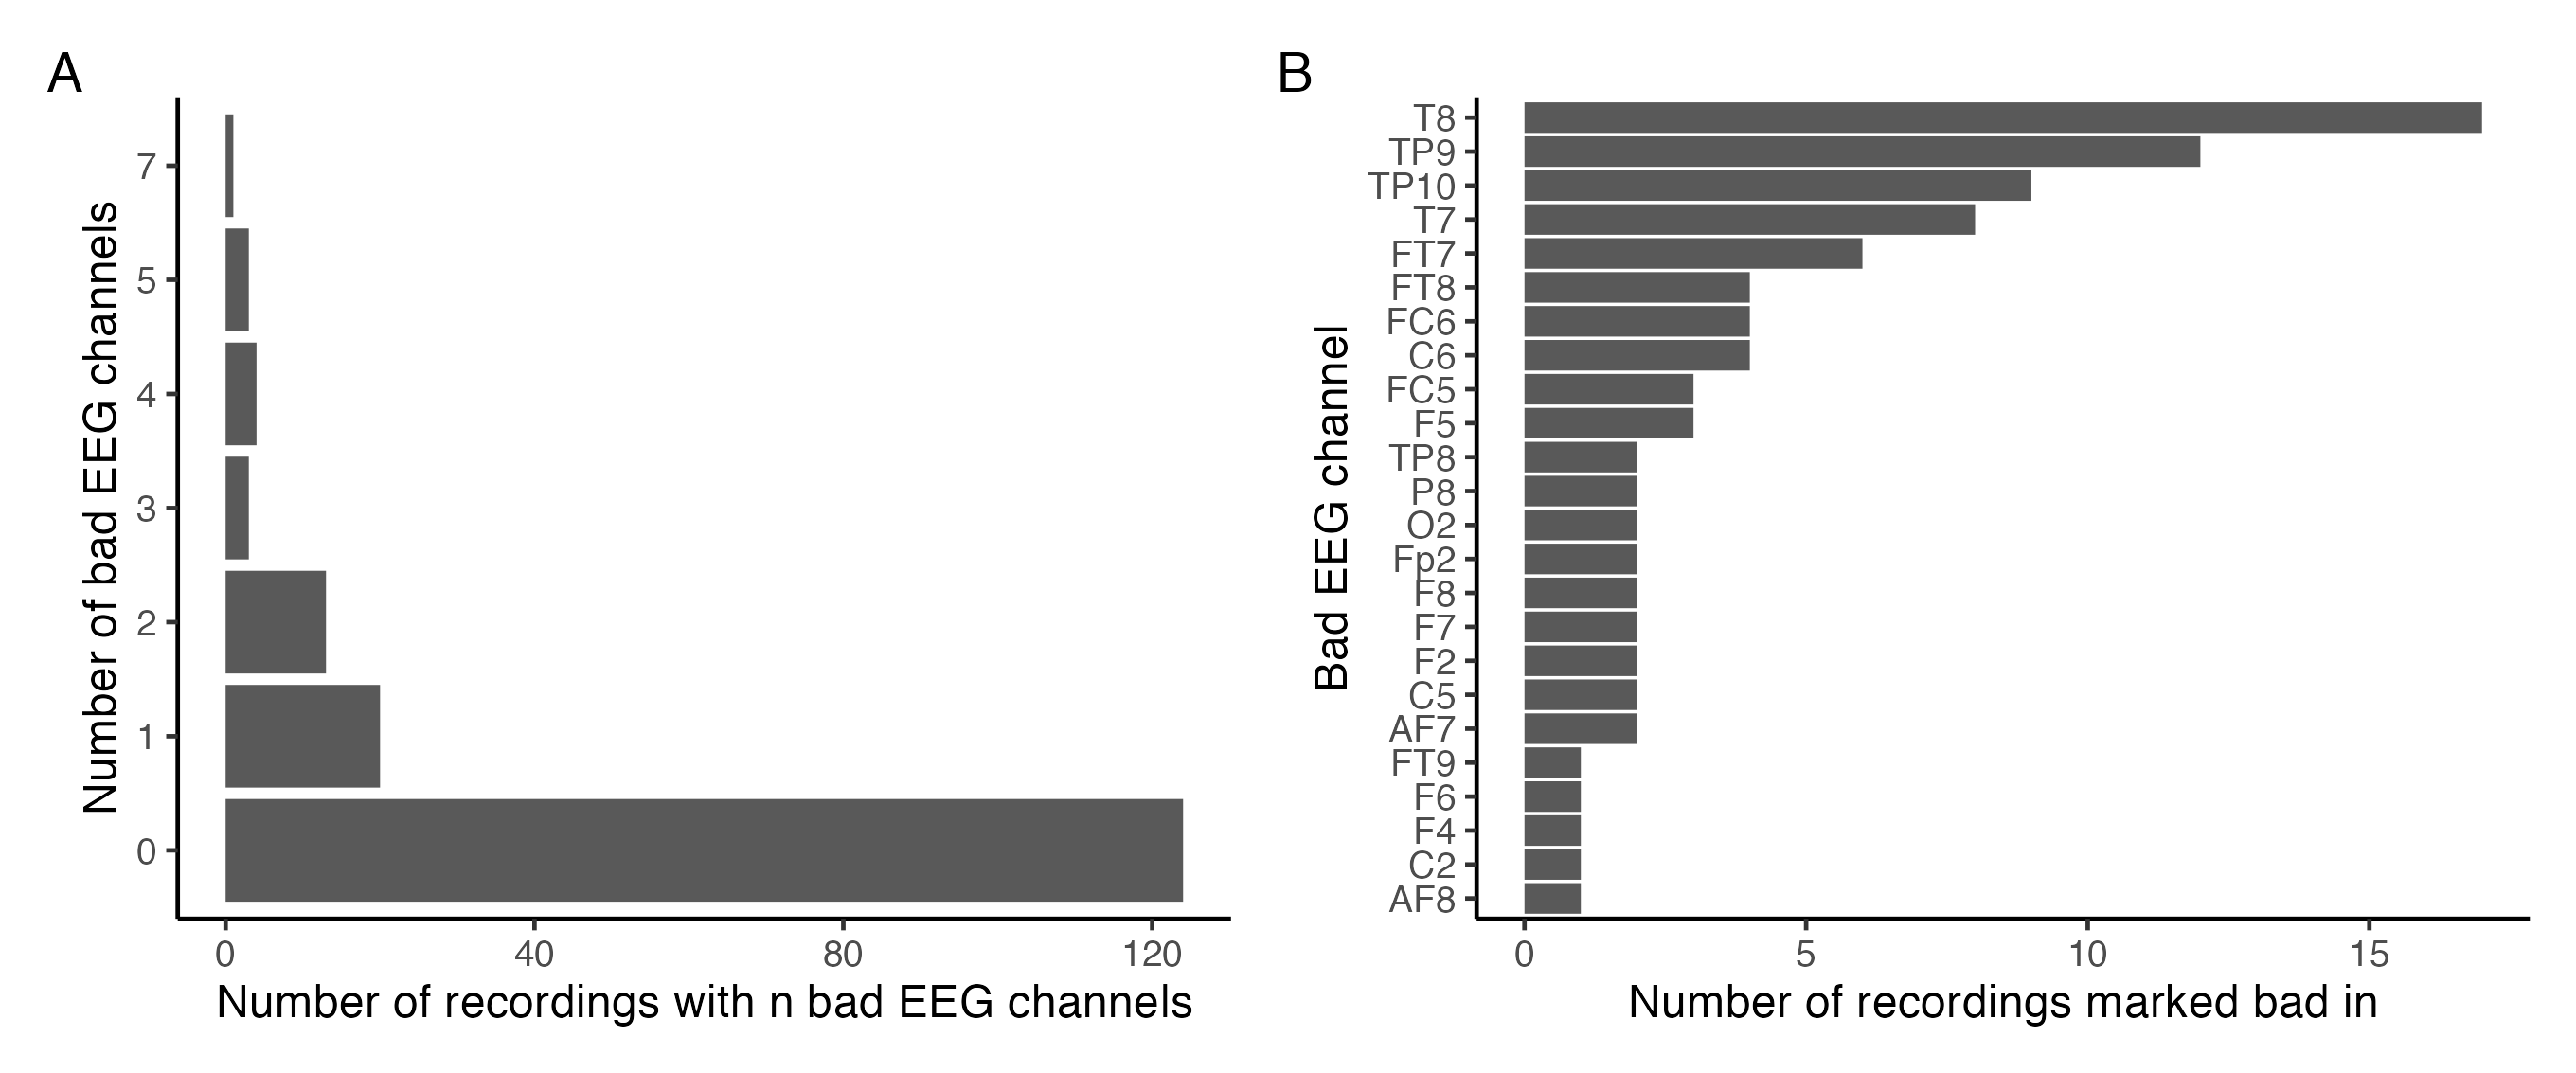 A
Number of bad EEG channels
7
5
4
3
2
1
0
0 40 80 120
Number of recordings with n bad EEG channels
B
Bad EEG channel
T8
TP9
TP10
T7
FT7
FT8
FC6
C6
FC5
F5
TP8
P8
O2
Fp2
F8
F7
F2
C5
AF7
FT9
F6
F4
C2
AF8
0 5 10 15
Number of recordings marked bad in